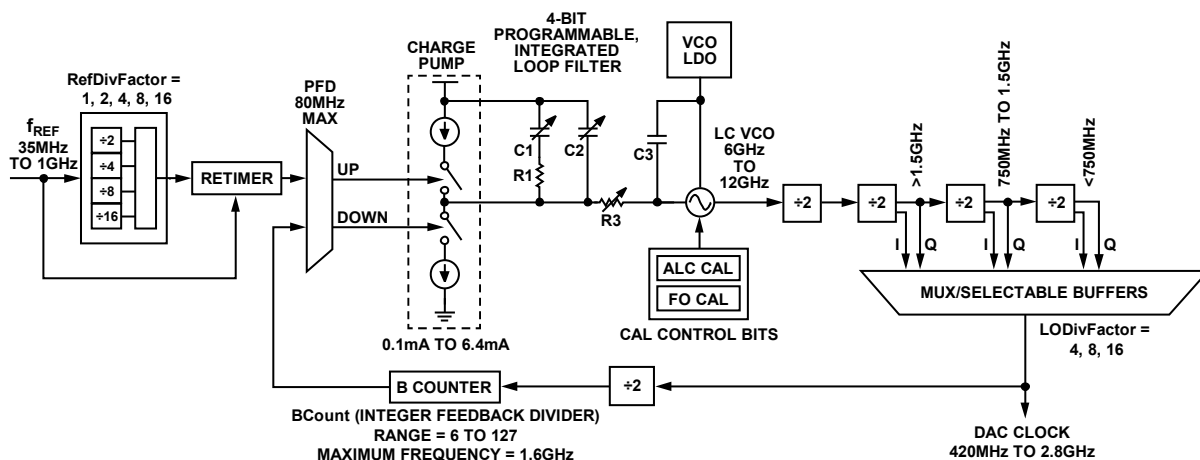 4-BIT
PROGRAMMABLE,
INTEGRATED
LOOP FILTER
VCO
LDO
CHARGE
PUMP
RefDivFactor =
1, 2, 4, 8, 16
PFD
80MHz
MAX
fREF
35MHz
TO 1GHz
÷2
÷4
÷8
÷16
RETIMER
UP
DOWN
C1
R1
C2
C3
R3
LC VCO
6GHz
TO
12GHz
÷2
÷2
>1.5GHz
÷2
750MHz TO 1.5GHz
÷2
<750MHz
I
Q
I
Q
I
Q
ALC CAL
FO CAL
CAL CONTROL BITS
MUX/SELECTABLE BUFFERS
LODivFactor =
4, 8, 16
0.1mA TO 6.4mA
B COUNTER
÷2
BCount (INTEGER FEEDBACK DIVIDER)
RANGE = 6 TO 127
MAXIMUM FREQUENCY = 1.6GHz
DAC CLOCK
420MHz TO 2.8GHz